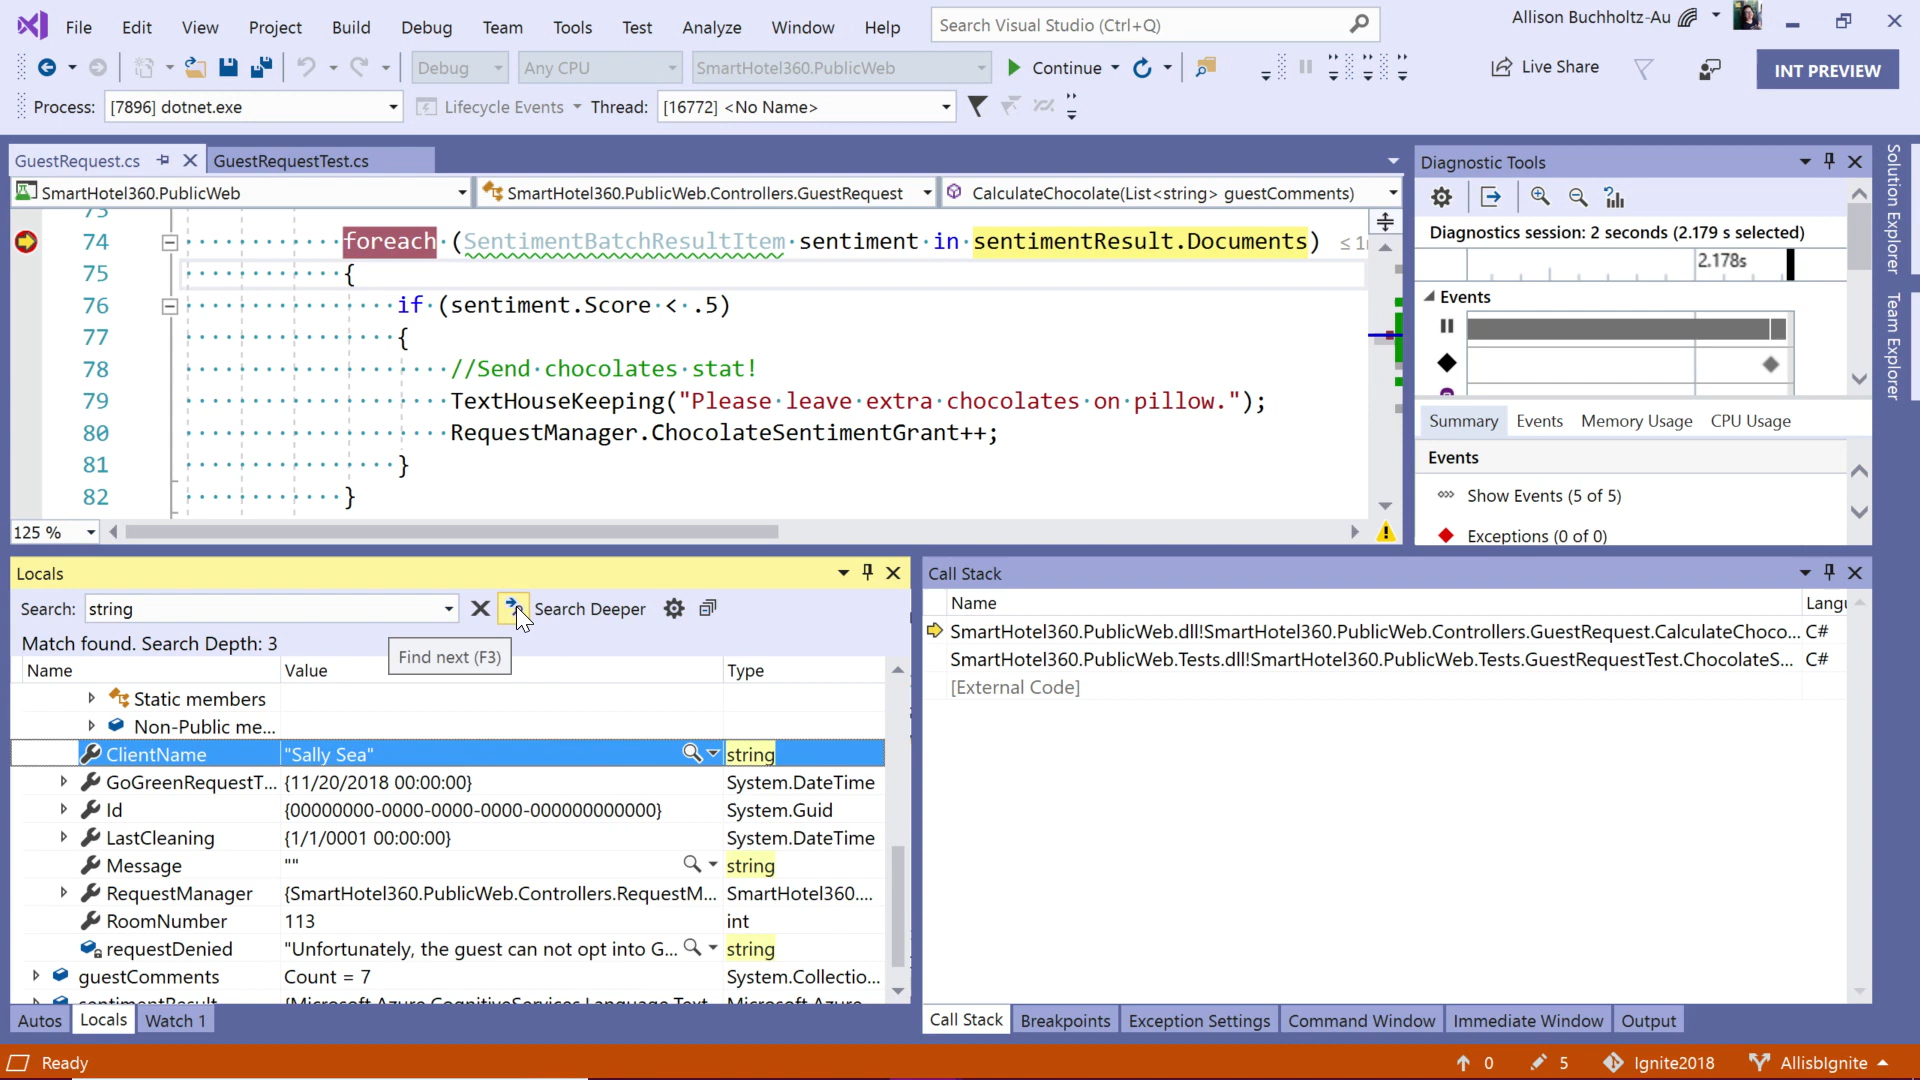 File Edit View Project Build Debug Team Tools Test Analyze Window Help Search Visual Studio (Ctrl+Q) Allison Buchholtz-Au
Debug Any CPU SmartHotel360.PublicWeb Continue Live Share INT PREVIEW
Process: [7896] dotnet.exe Lifecycle Events Thread: [16772] <No Name>
GuestRequest.cs GuestRequestTest.cs
SmartHotel360.PublicWeb SmartHotel360.PublicWeb.Controllers.GuestRequest CalculateChocolate(List<string> guestComments)
73
74 foreach (SentimentBatchResultItem sentiment in sentimentResult.Documents) ≤
75 {
76 if (sentiment.Score < .5)
77 {
78 //Send chocolates stat!
79 TextHouseKeeping("Please leave extra chocolates on pillow.");
80 RequestManager.ChocolateSentimentGrant++;
81 }
82 }
125 %
Diagnostic Tools
Diagnostics session: 2 seconds (2.179 s selected)
2.178s
Events
Summary Events Memory Usage CPU Usage
Events
Show Events (5 of 5)
Exceptions (0 of 0)
Solution Explorer
Team Explorer
Locals
Search: string Search Deeper
Match found. Search Depth: 3
Find next (F3)
Name Value Type
Static members
Non-Public me...
ClientName "Sally Sea" string
GoGreenRequestT... {11/20/2018 00:00:00} System.DateTime
Id {00000000-0000-0000-0000-000000000000} System.Guid
LastCleaning {1/1/0001 00:00:00} System.DateTime
Message "" string
RequestManager {SmartHotel360.PublicWeb.Controllers.RequestM... SmartHotel360....
RoomNumber 113 int
requestDenied "Unfortunately, the guest can not opt into G... string
guestComments Count = 7 System.Collectio...
sentimentResult {Microsoft.Azure.CognitiveServices.Language.Text... Microsoft.Azure...
Autos Locals Watch 1
Call Stack
Name Langu
SmartHotel360.PublicWeb.dll!SmartHotel360.PublicWeb.Controllers.GuestRequest.CalculateChoco... C#
SmartHotel360.PublicWeb.Tests.dll!SmartHotel360.PublicWeb.Tests.GuestRequestTest.ChocolateS... C#
[External Code]
Call Stack Breakpoints Exception Settings Command Window Immediate Window Output
Ready 0 5 Ignite2018 AllisbIgnite